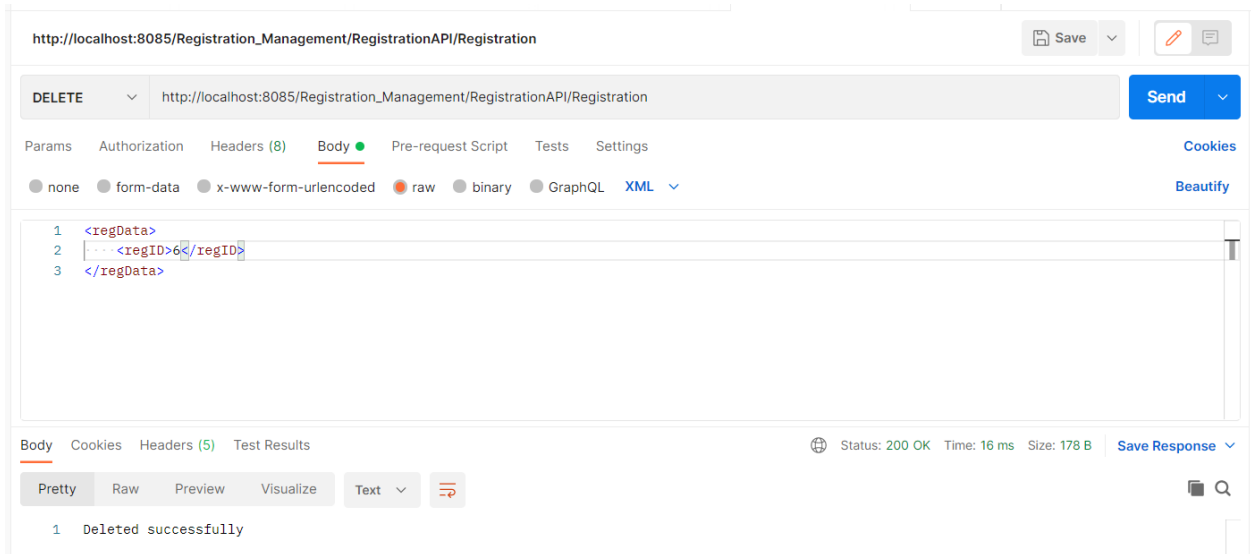 http://localhost:8085/Registration_Management/RegistrationAPI/Registration
Save
DELETE http://localhost:8085/Registration_Management/RegistrationAPI/Registration Send
Params Authorization Headers (8) Body Pre-request Script Tests Settings Cookies
none form-data x-www-form-urlencoded raw binary GraphQL XML Beautify
1 <regData>
2 ····<regID>6</regID>
3 </regData>
Body Cookies Headers (5) Test Results Status: 200 OK Time: 16 ms Size: 178 B Save Response
Pretty Raw Preview Visualize Text
1 Deleted successfully